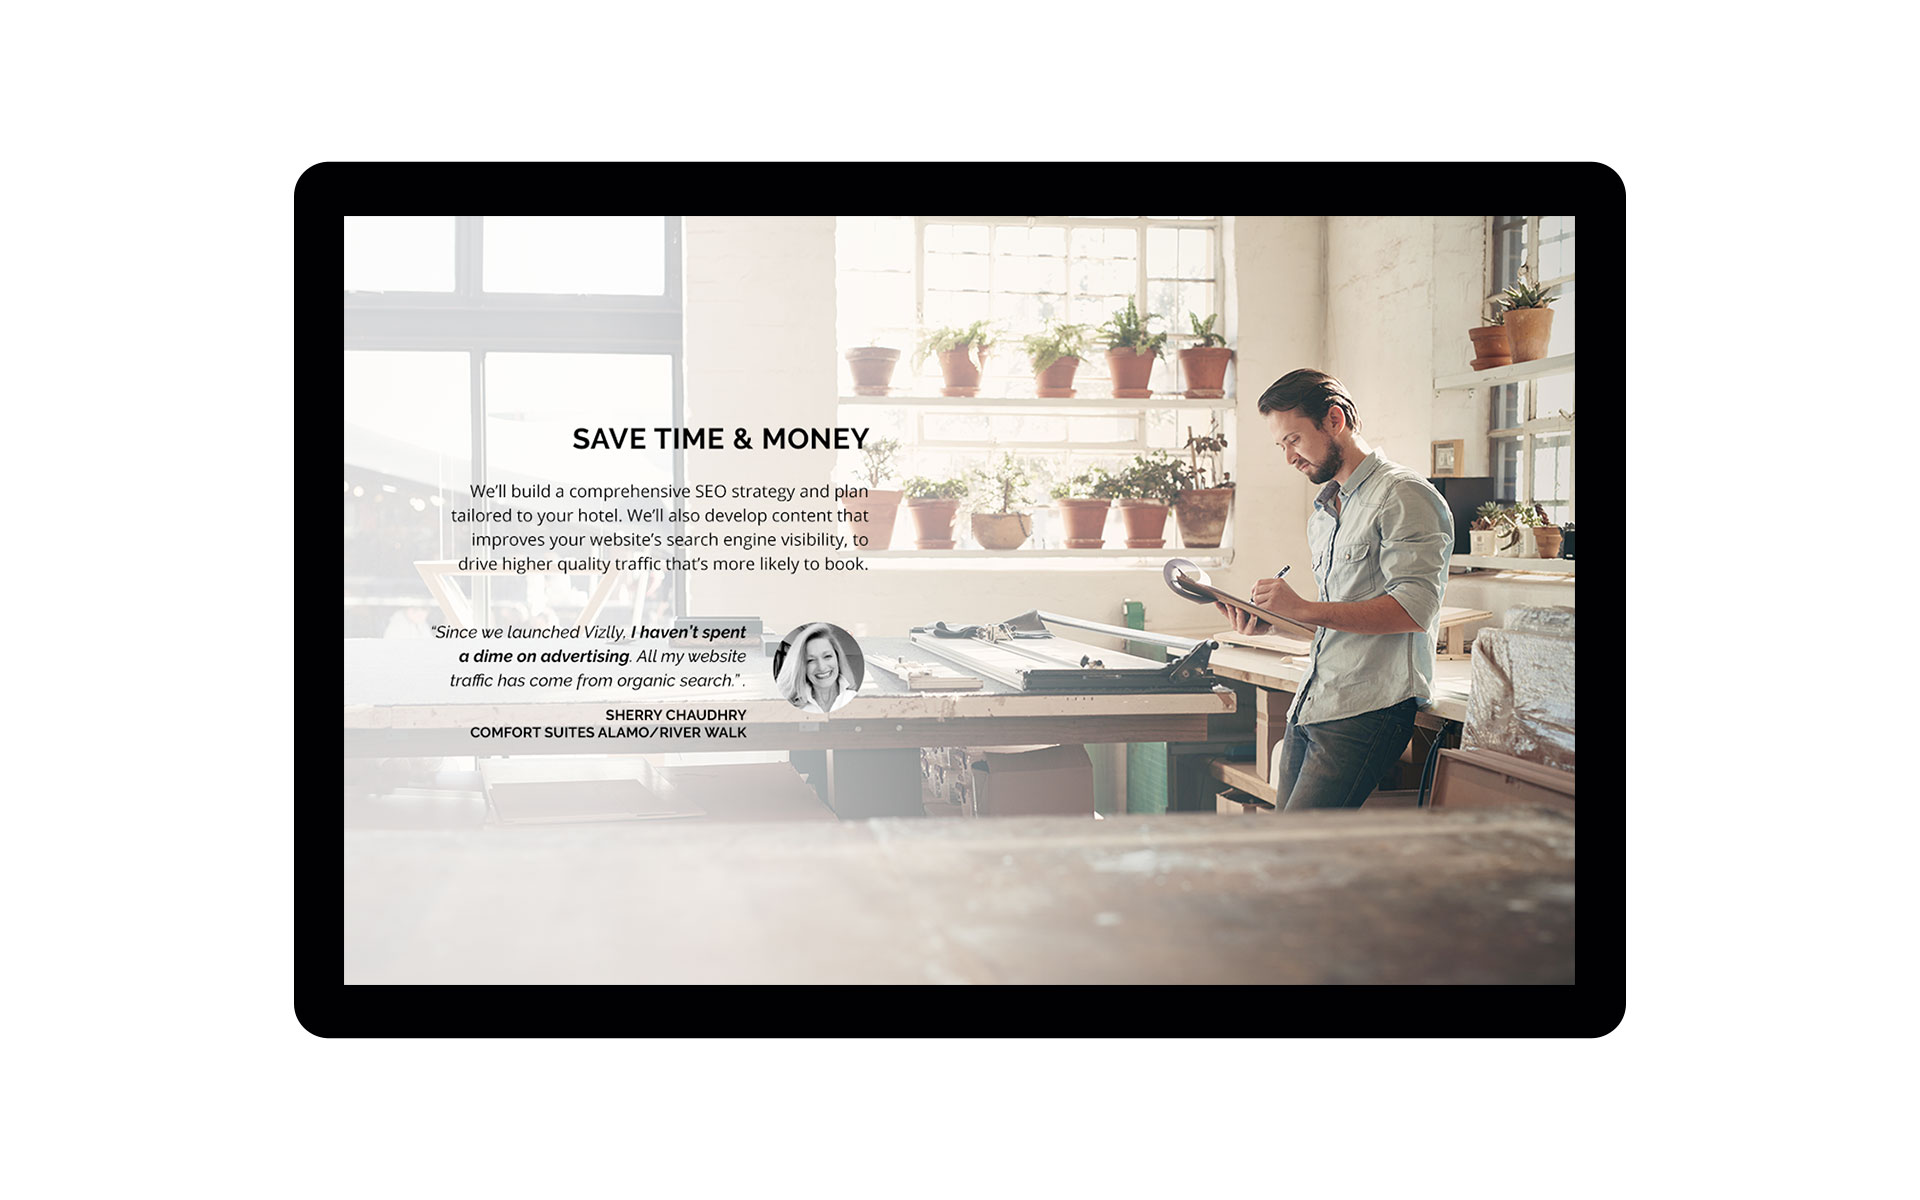 SAVE TIME & MONEY
We’ll build a comprehensive SEO strategy and plan
tailored to your hotel. We’ll also develop content that
improves your website’s search engine visibility, to
drive higher quality traffic that’s more likely to book.
“Since we launched Vizlly, I haven’t spent
a dime on advertising. All my website
traffic has come from organic search.” .
SHERRY CHAUDHRY
COMFORT SUITES ALAMO/RIVER WALK